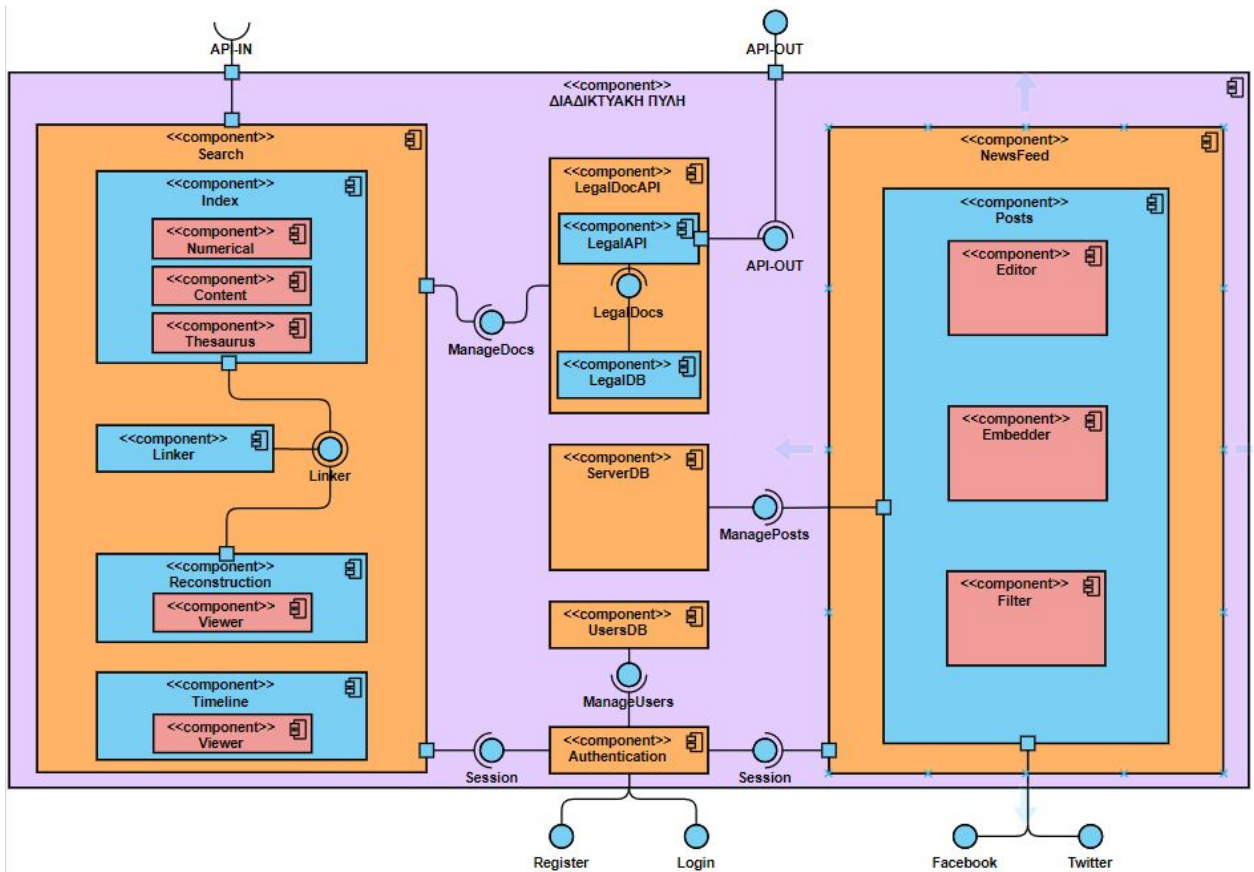 API-IN
API-OUT
<<component>>
ΔΙΑΔΙΚΤΥΑΚΗ ΠΥΛΗ
<<component>>
Search
<<component>>
Index
<<component>>
Numerical
<<component>>
Content
<<component>>
Thesaurus
<<component>>
Linker
Linker
<<component>>
Reconstruction
<<component>>
Viewer
<<component>>
Timeline
<<component>>
Viewer
ManageDocs
<<component>>
LegalDocAPI
<<component>>
LegalAPI
LegalDocs
<<component>>
LegalDB
API-OUT
<<component>>
ServerDB
ManagePosts
<<component>>
UsersDB
ManageUsers
<<component>>
Authentication
Session
Session
Register
Login
<<component>>
NewsFeed
<<component>>
Posts
<<component>>
Editor
<<component>>
Embedder
<<component>>
Filter
Facebook
Twitter